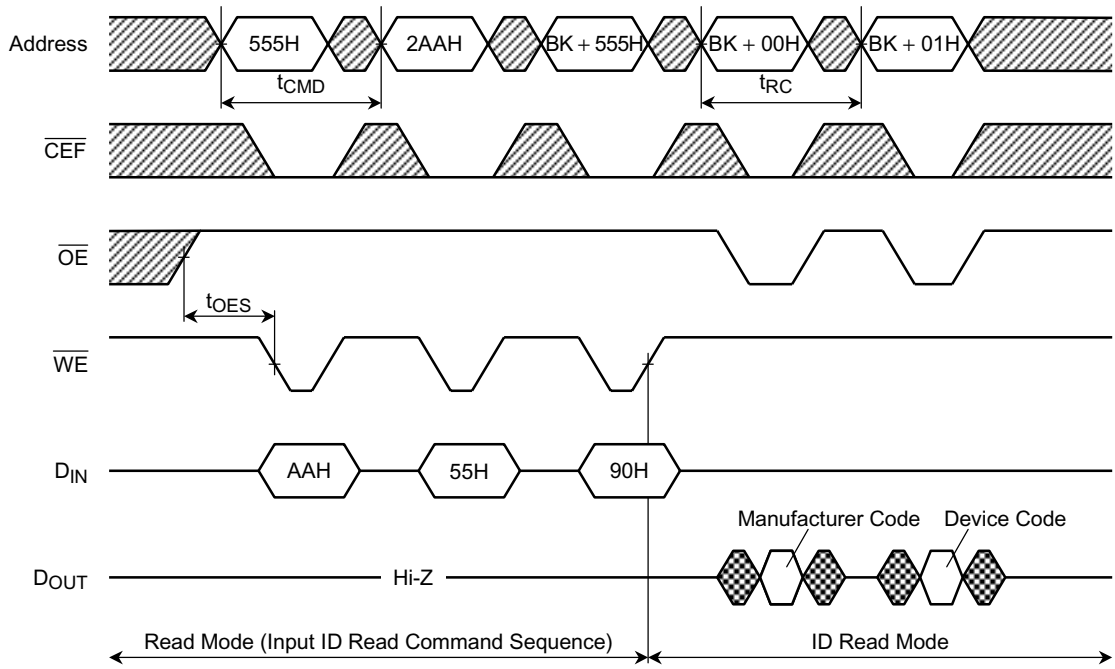 Address 555H 2AAH BK + 555H BK + 00H BK + 01H
tCMD tRC
CEF
OE
tOES
WE
DIN AAH 55H 90H
Manufacturer Code Device Code
DOUT Hi-Z
Read Mode (Input ID Read Command Sequence) ID Read Mode